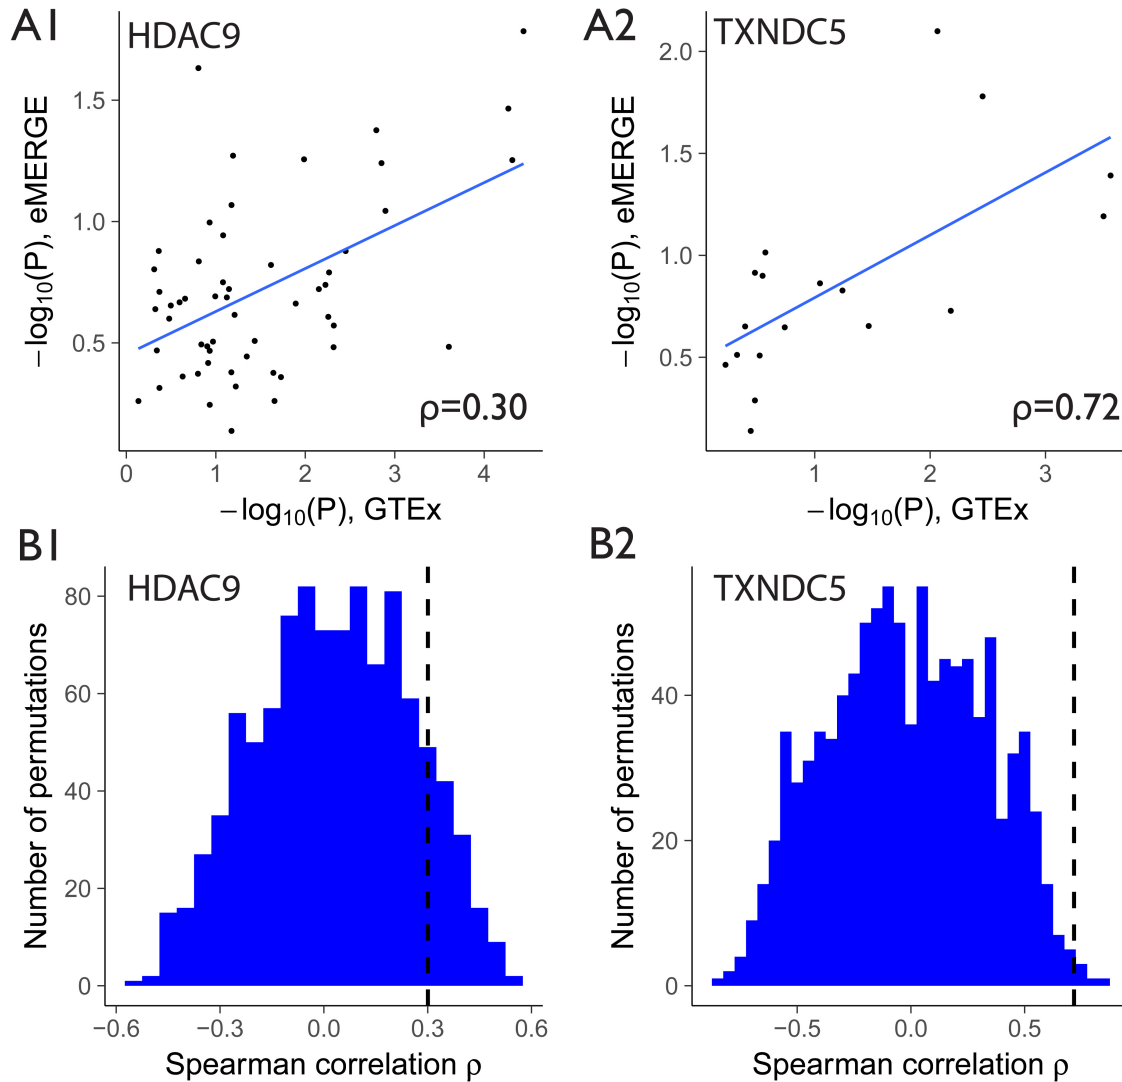 A1
HDAC9
−log10(P), eMERGE
1.5
1.0
0.5
ρ=0.30
0 1 2 3 4
−log10(P), GTEx
A2
TXNDC5
−log10(P), eMERGE
2.0
1.5
1.0
0.5
ρ=0.72
1 2 3
−log10(P), GTEx
B1
HDAC9
Number of permutations
80
60
40
20
0
−0.6 −0.3 0.0 0.3 0.6
Spearman correlation ρ
B2
TXNDC5
Number of permutations
40
20
0
−0.5 0.0 0.5
Spearman correlation ρ